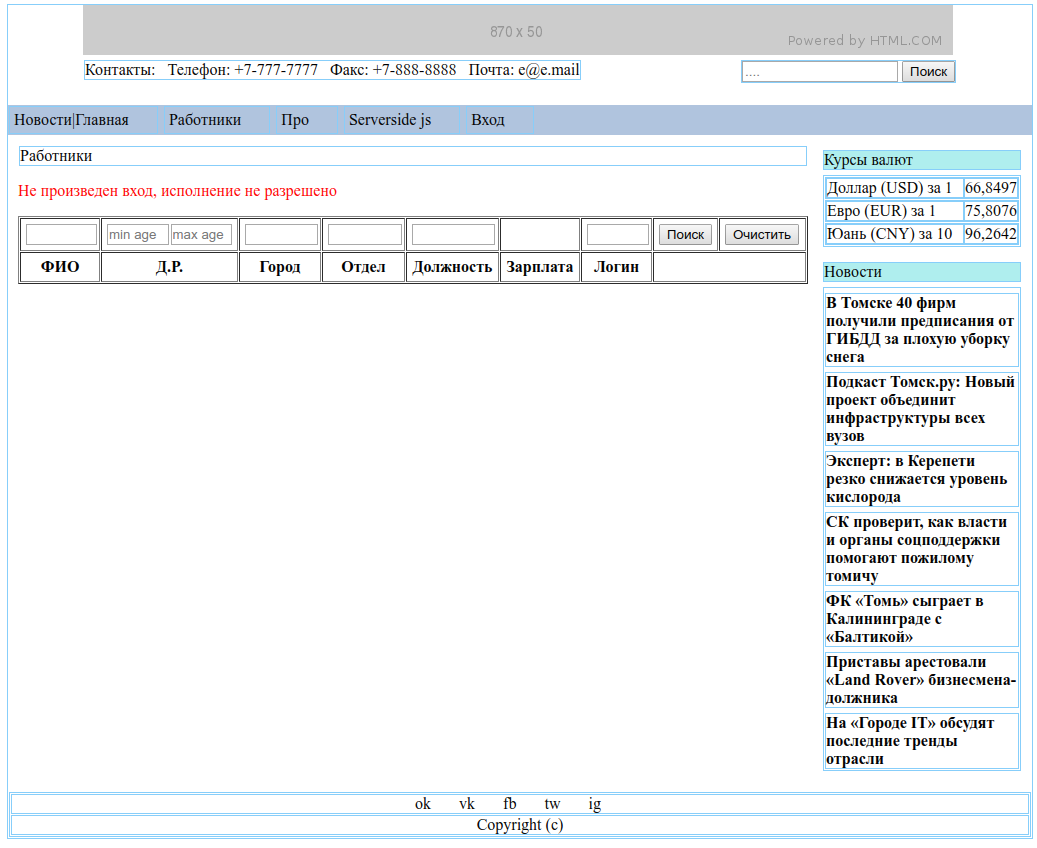 870 x 50
Powered by HTML.COM
Контакты: Телефон: +7-777-7777 Факс: +7-888-8888 Почта: e@e.mail
.... Поиск
Новости|Главная Работники Про Serverside js Вход
Работники
Не произведен вход, исполнение не разрешено
min age max age Поиск Очистить
ФИО Д.Р. Город Отдел Должность Зарплата Логин
Курсы валют
Доллар (USD) за 1 66,8497
Евро (EUR) за 1 75,8076
Юань (CNY) за 10 96,2642
Новости
В Томске 40 фирм
получили предписания от
ГИБДД за плохую уборку
снега
Подкаст Томск.ру: Новый
проект объединит
инфраструктуры всех
вузов
Эксперт: в Керепети
резко снижается уровень
кислорода
СК проверит, как власти
и органы соцподдержки
помогают пожилому
томичу
ФК «Томь» сыграет в
Калининграде с
«Балтикой»
Приставы арестовали
«Land Rover» бизнесмена-
должника
На «Городе IT» обсудят
последние тренды
отрасли
ok vk fb tw ig
Copyright (c)